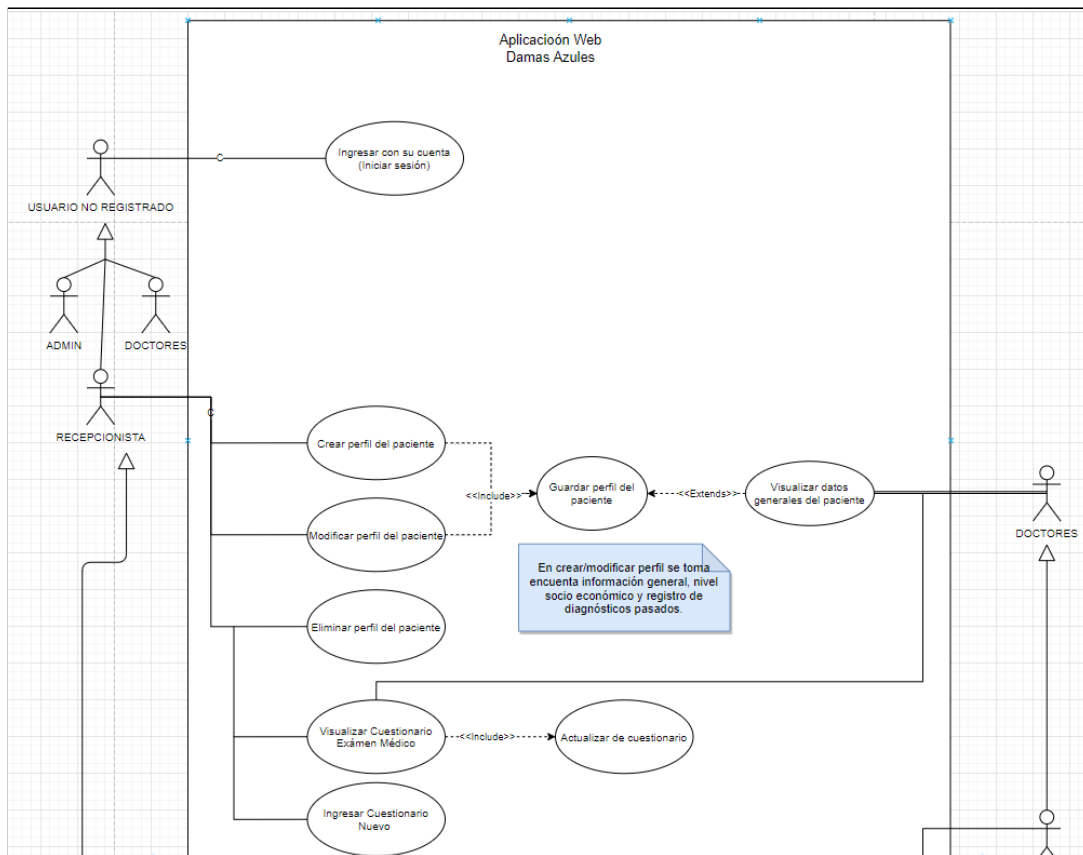 Aplicacioón Web
Damas Azules
Ingresar con su cuenta
(Iniciar sesión)
C
USUARIO NO REGISTRADO
ADMIN
DOCTORES
RECEPCIONISTA
C
Crear perfil del paciente
<<Include>>
Guardar perfil del
paciente
<<Extends>>
Visualizar datos
generales del paciente
DOCTORES
Modificar perfil del paciente
En crear/modificar perfil se toma
encuenta información general, nivel
socio económico y registro de
diagnósticos pasados.
Eliminar perfil del paciente
Visualizar Cuestionario
Exámen Médico
<<Include>>
Actualizar de cuestionario
Ingresar Cuestionario
Nuevo